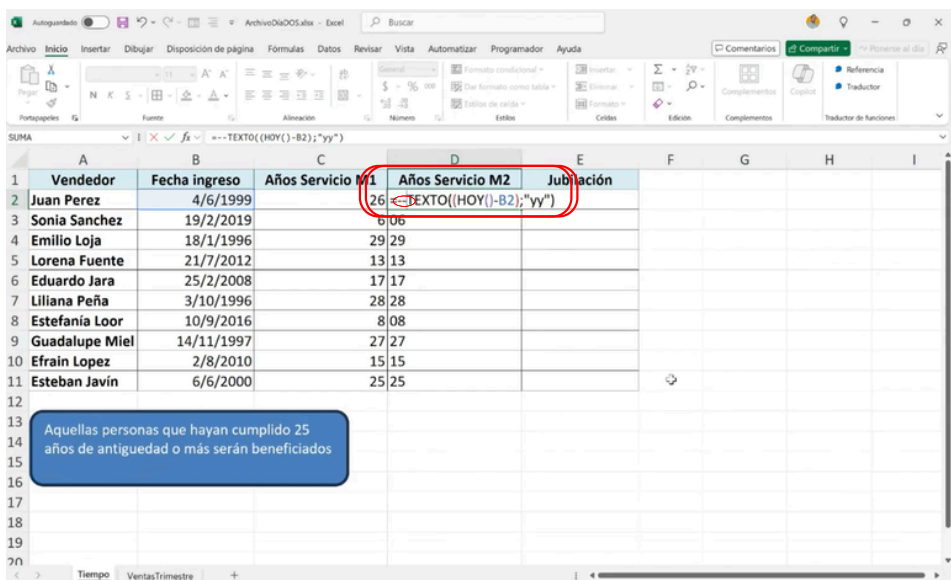 Autoguardado ArchivoDiaDOS.xlsx - Excel Buscar
Archivo Inicio Insertar Dibujar Disposición de página Fórmulas Datos Revisar Vista Automatizar Programador Ayuda Comentarios Compartir Ponerse al día
Pegar
N K S
General
$ % 000
Formato condicional
Dar formato como tabla
Estilos de celda
Insertar
Eliminar
Formato
Complementos
Copilot
Referencia
Traductor
Portapapeles Fuente Alineación Número Estilos Celdas Edición Complementos Traductor de funciones
SUMA fx =--TEXTO((HOY()-B2);"yy")
A B C D E F G H I
1 Vendedor Fecha ingreso Años Servicio M1 Años Servicio M2 Jubilación
2 Juan Perez 4/6/1999 26 =--TEXTO((HOY()-B2);"yy")
3 Sonia Sanchez 19/2/2019 6 06
4 Emilio Loja 18/1/1996 29 29
5 Lorena Fuente 21/7/2012 13 13
6 Eduardo Jara 25/2/2008 17 17
7 Liliana Peña 3/10/1996 28 28
8 Estefanía Loor 10/9/2016 8 08
9 Guadalupe Miel 14/11/1997 27 27
10 Efrain Lopez 2/8/2010 15 15
11 Esteban Javín 6/6/2000 25 25
12
13
14
15
16
17
18
19
20
Aquellas personas que hayan cumplido 25
años de antiguedad o más serán beneficiados
Tiempo VentasTrimestre +